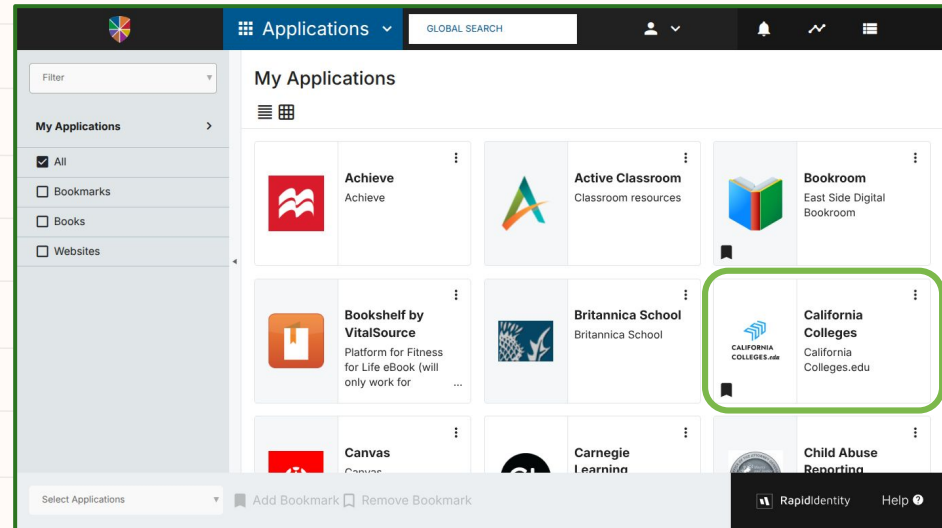 Applications
GLOBAL SEARCH
Filter
My Applications
All
Bookmarks
Books
Websites
My Applications
Achieve
Achieve
Active Classroom
Classroom resources
Bookroom
East Side Digital
Bookroom
Bookshelf by
VitalSource
Platform for Fitness
for Life eBook (will
only work for ...
Britannica School
Britannica School
CALIFORNIA
COLLEGES.edu
California
Colleges
California
Colleges.edu
Canvas
Canvas
Carnegie
Learning
Child Abuse
Reporting
Select Applications
Add Bookmark
Remove Bookmark
RapidIdentity
Help